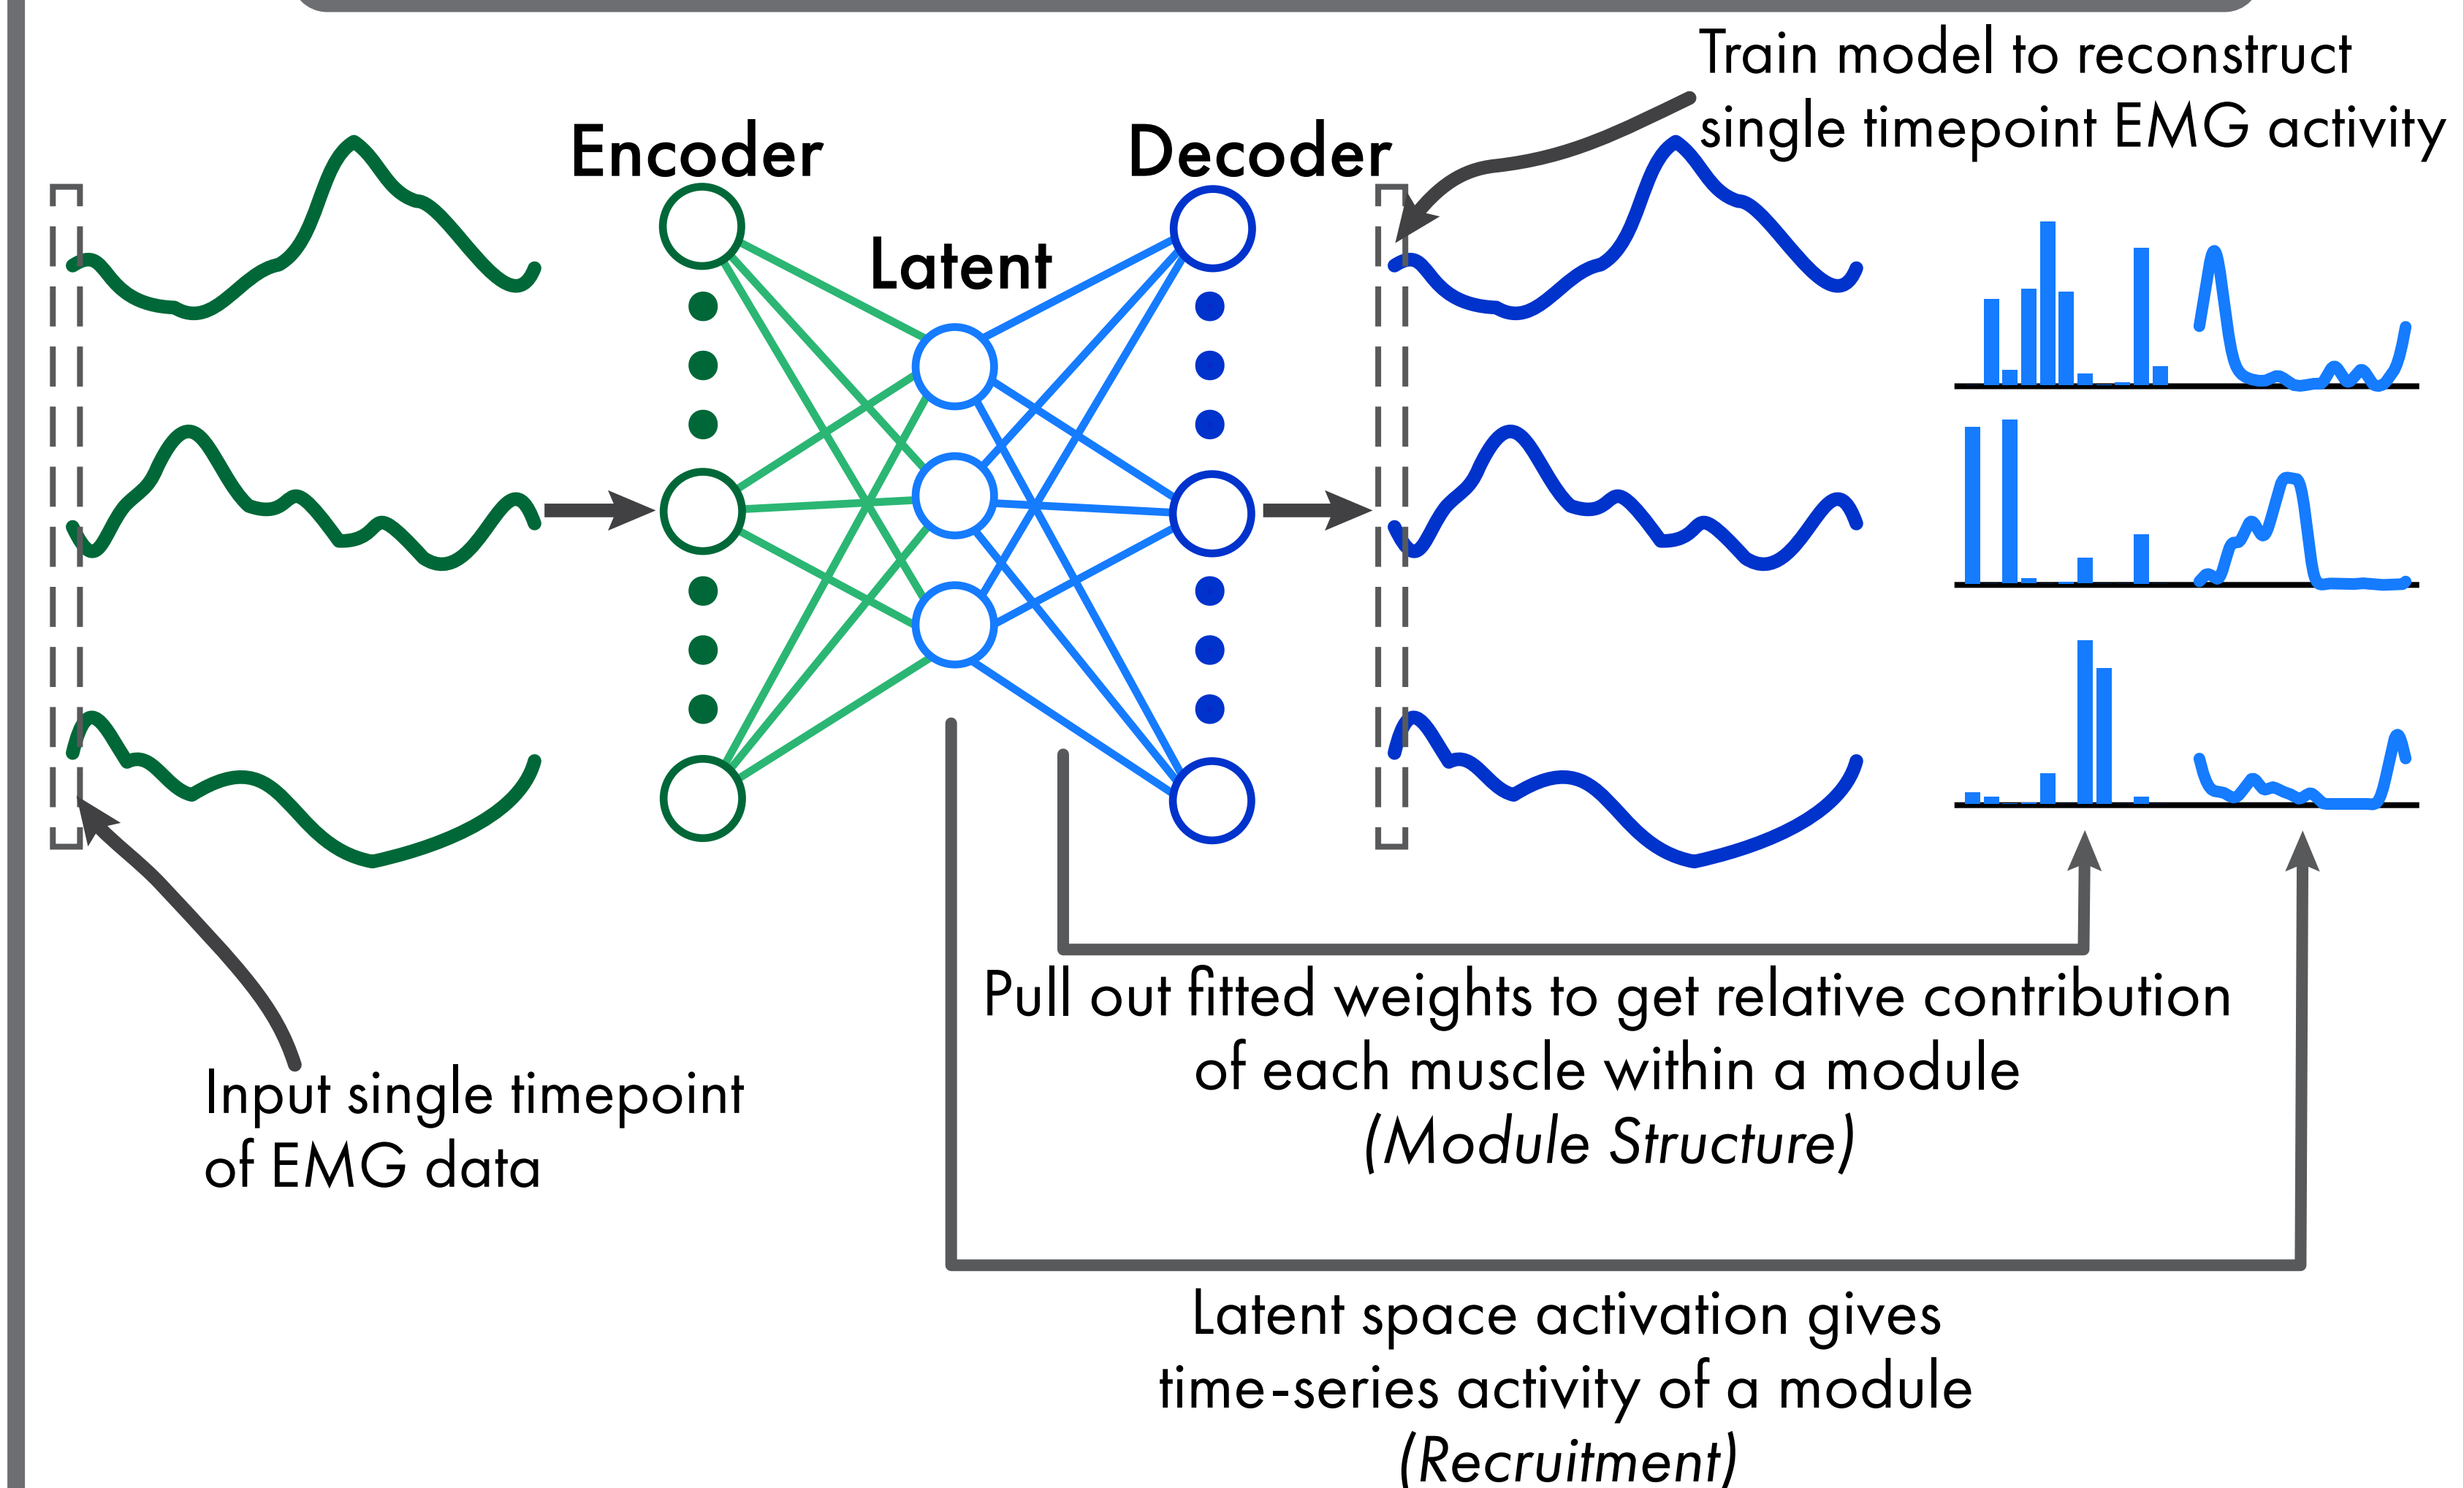 Train model to reconstruct
single timepoint EMG activity
Encoder
Decoder
Latent
Pull out fitted weights to get relative contribution
of each muscle within a module
(Module Structure)
Input single timepoint
of EMG data
Latent space activation gives
time-series activity of a module
(Recruitment)